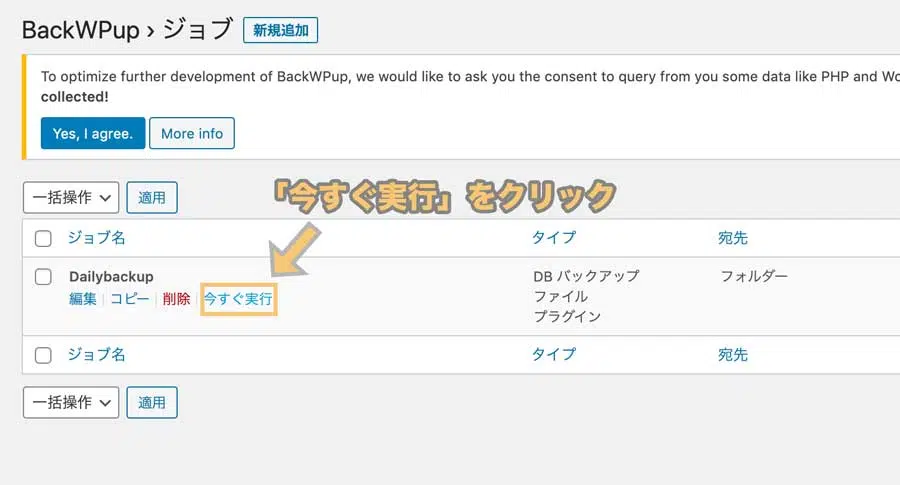 BackWPup › ジョブ 新規追加
To optimize further development of BackWPup, we would like to ask you the consent to query from you some data like PHP and Wo
collected!
Yes, I agree. More info
一括操作 適用
「今すぐ実行」をクリック
ジョブ名 タイプ 宛先
Dailybackup DB バックアップ フォルダー
編集 | コピー | 削除 | 今すぐ実行 ファイル
プラグイン
ジョブ名 タイプ 宛先
一括操作 適用